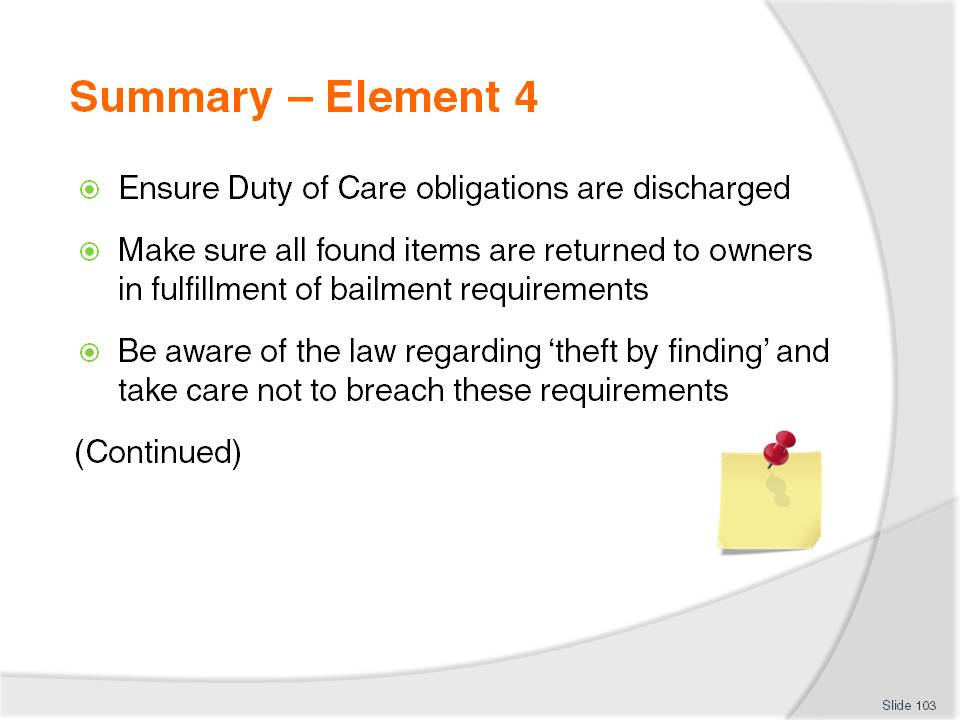 Summary – Element 4
Ensure Duty of Care obligations are discharged
Make sure all found items are returned to owners
in fulfillment of bailment requirements
Be aware of the law regarding ‘theft by finding’ and
take care not to breach these requirements
(Continued)
Slide 103